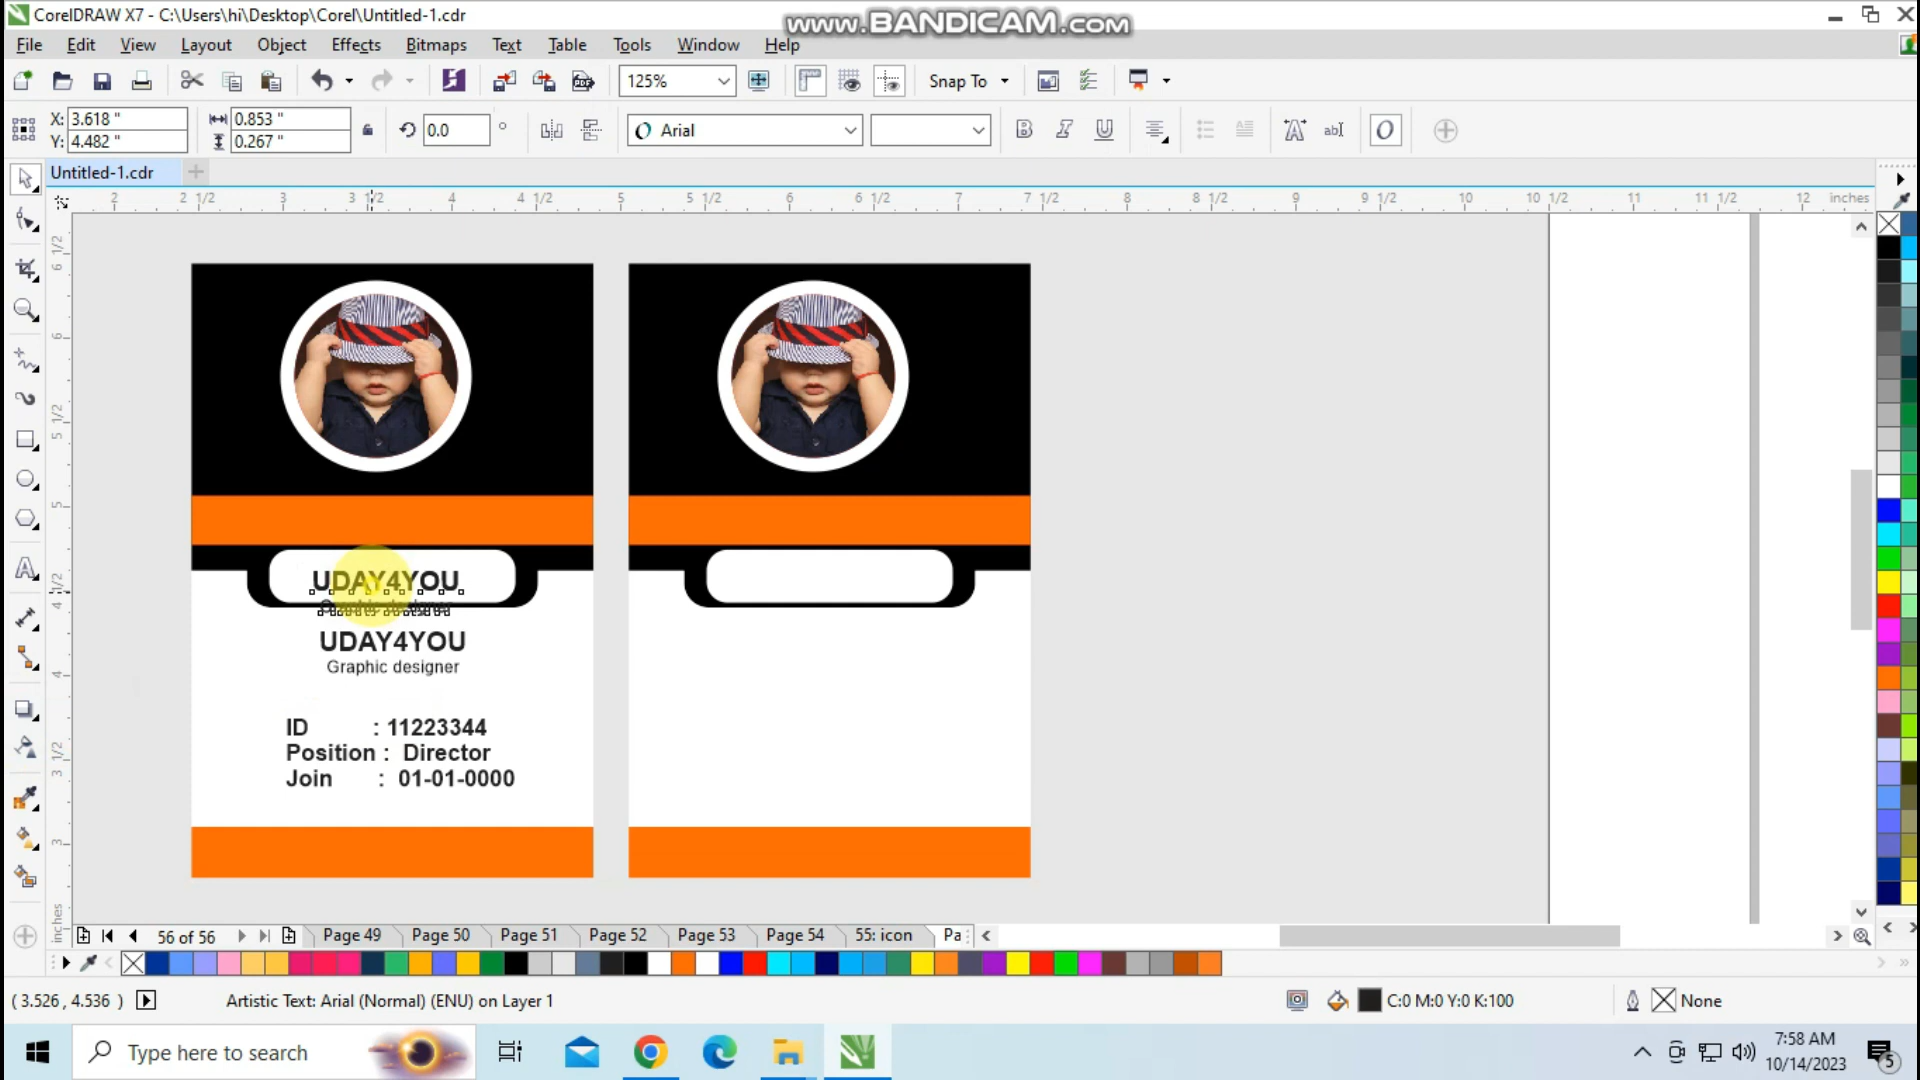 CorelDRAW X7 - C:\Users\hi\Desktop\Corel\Untitled-1.cdr
www.BANDICAM.com
File Edit View Layout Object Effects Bitmaps Text Table Tools Window Help
125% Snap To
X: 3.618 " 0.853 " 0.0 ° Arial
Y: 4.482 " 0.267 "
Untitled-1.cdr
2 2 1/2 3 3 1/2 4 4 1/2 5 5 1/2 6 6 1/2 7 7 1/2 8 8 1/2 9 9 1/2 10 10 1/2 11 11 1/2 12 inches
UDAY4YOU
Graphic designer
UDAY4YOU
Graphic designer
ID : 11223344
Position : Director
Join : 01-01-0000
inches
56 of 56 Page 49 Page 50 Page 51 Page 52 Page 53 Page 54 55: icon Pa
( 3.526 , 4.536 ) Artistic Text: Arial (Normal) (ENU) on Layer 1 C:0 M:0 Y:0 K:100 None
Type here to search
7:58 AM
10/14/2023
5